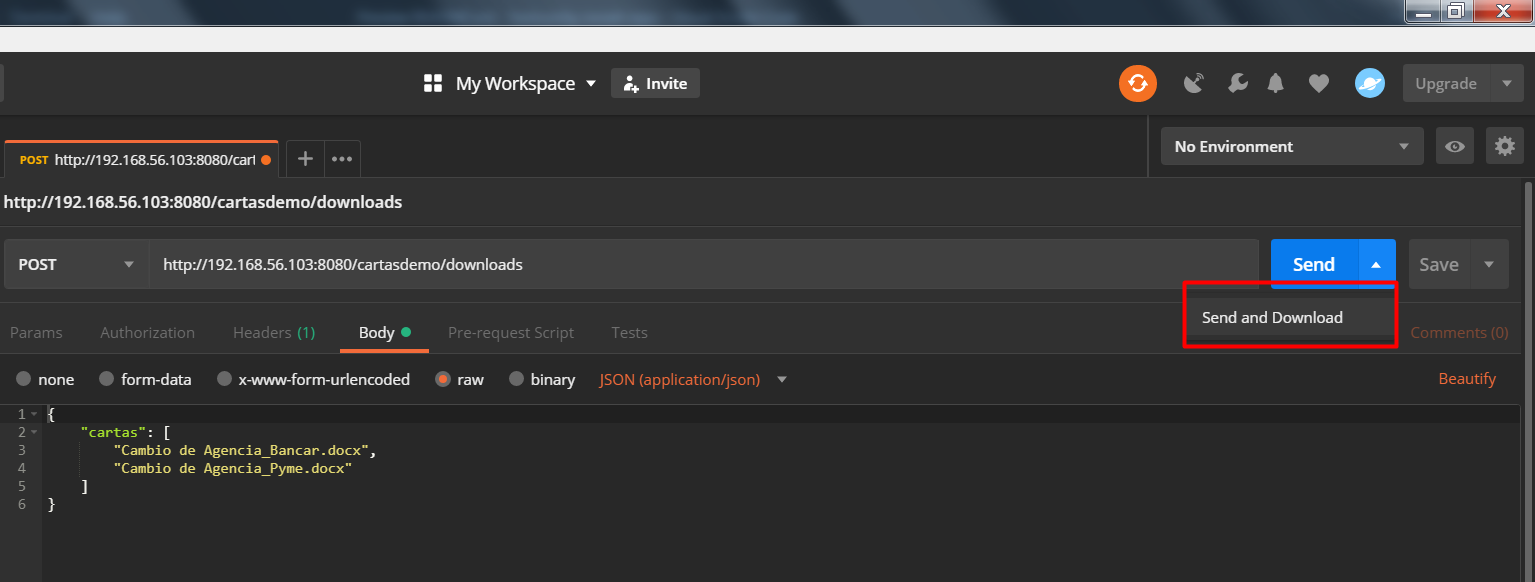 My Workspace Invite Upgrade
POST http://192.168.56.103:8080/cart No Environment
http://192.168.56.103:8080/cartasdemo/downloads
POST http://192.168.56.103:8080/cartasdemo/downloads Send Save
Send and Download
Params Authorization Headers (1) Body Pre-request Script Tests Comments (0)
none form-data x-www-form-urlencoded raw binary JSON (application/json) Beautify
1 {
2 "cartas": [
3 "Cambio de Agencia_Bancar.docx",
4 "Cambio de Agencia_Pyme.docx"
5 ]
6 }